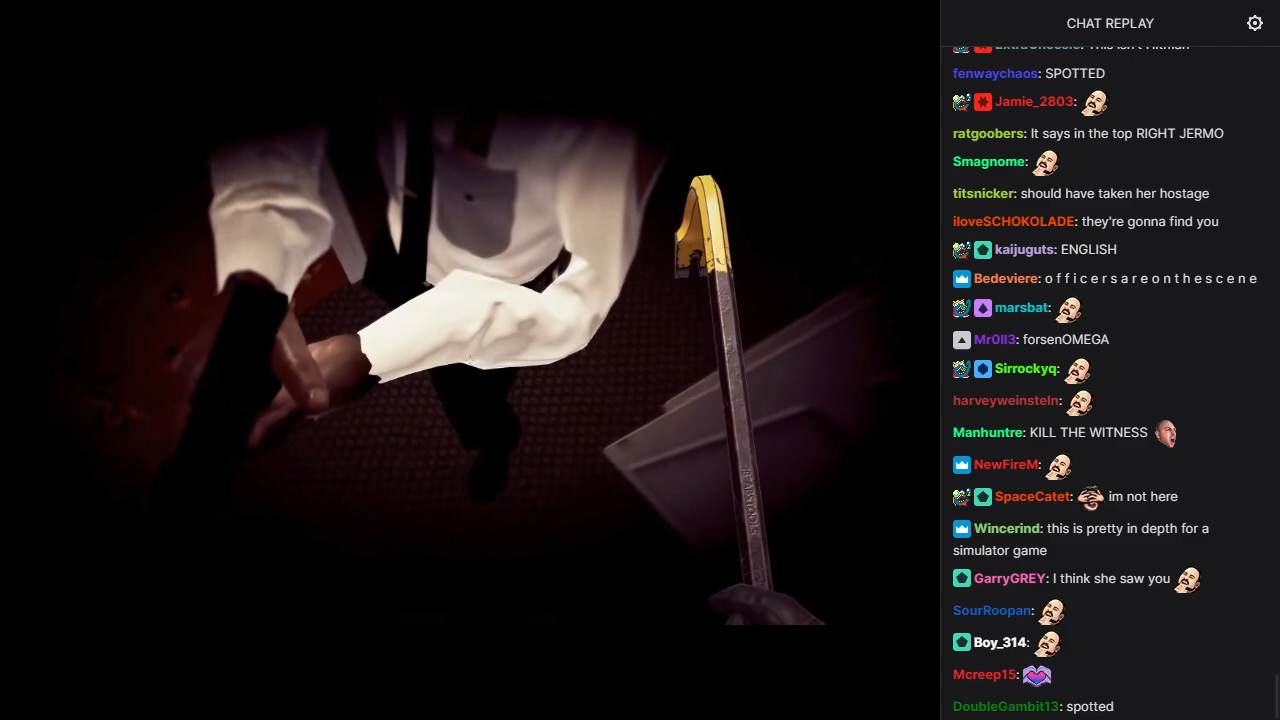 CHAT REPLAY
fenwaychaos: SPOTTED
Jamie_2803:
ratgoobers: It says in the top RIGHT JERMO
Smagnome:
titsnicker: should have taken her hostage
iloveSCHOKOLADE: they're gonna find you
kaijuguts: ENGLISH
Bedeviere: o f f i c e r s a r e o n t h e s c e n e
marsbat:
Mr0ll3: forsenOMEGA
Sirrockyq:
harveyweinsteln:
Manhuntre: KILL THE WITNESS
NewFireM:
SpaceCatet: im not here
Wincerind: this is pretty in depth for a
simulator game
GarryGREY: I think she saw you
SourRoopan:
Boy_314:
Mcreep15:
DoubleGambit13: spotted